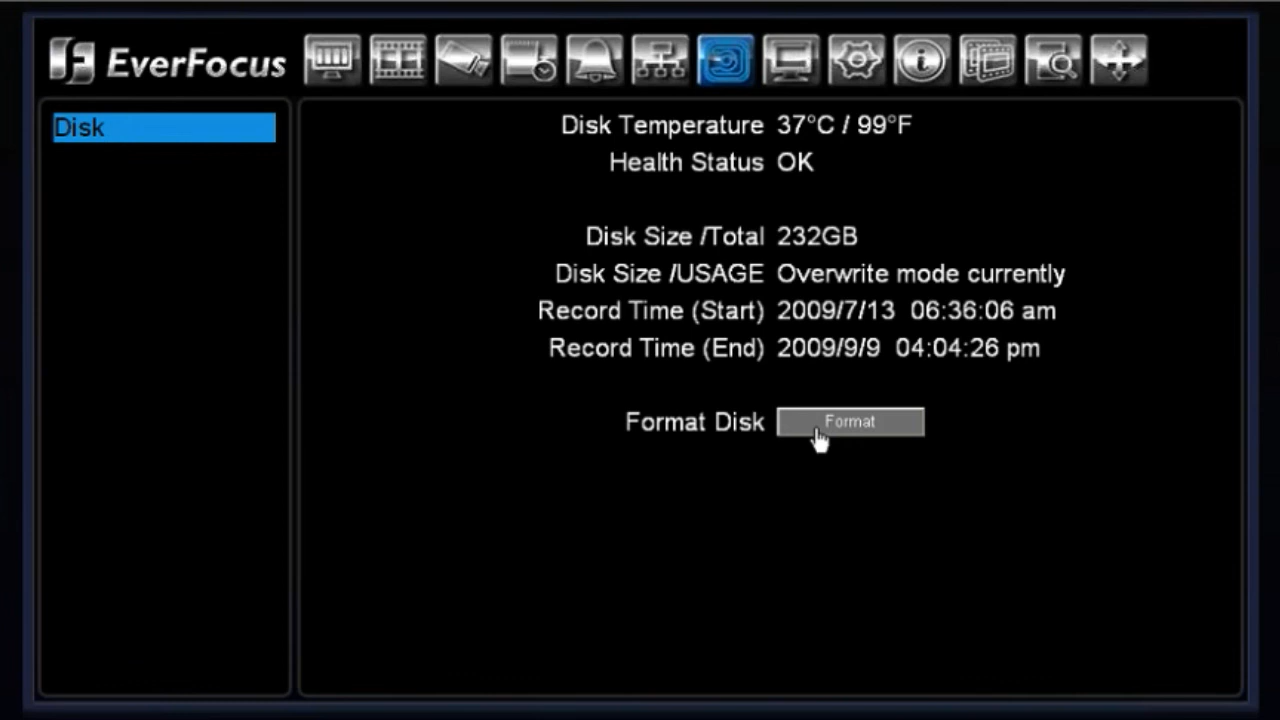 EverFocus
Disk
Disk Temperature 37°C / 99°F
Health Status OK
Disk Size /Total 232GB
Disk Size /USAGE Overwrite mode currently
Record Time (Start) 2009/7/13 06:36:06 am
Record Time (End) 2009/9/9 04:04:26 pm
Format Disk Format